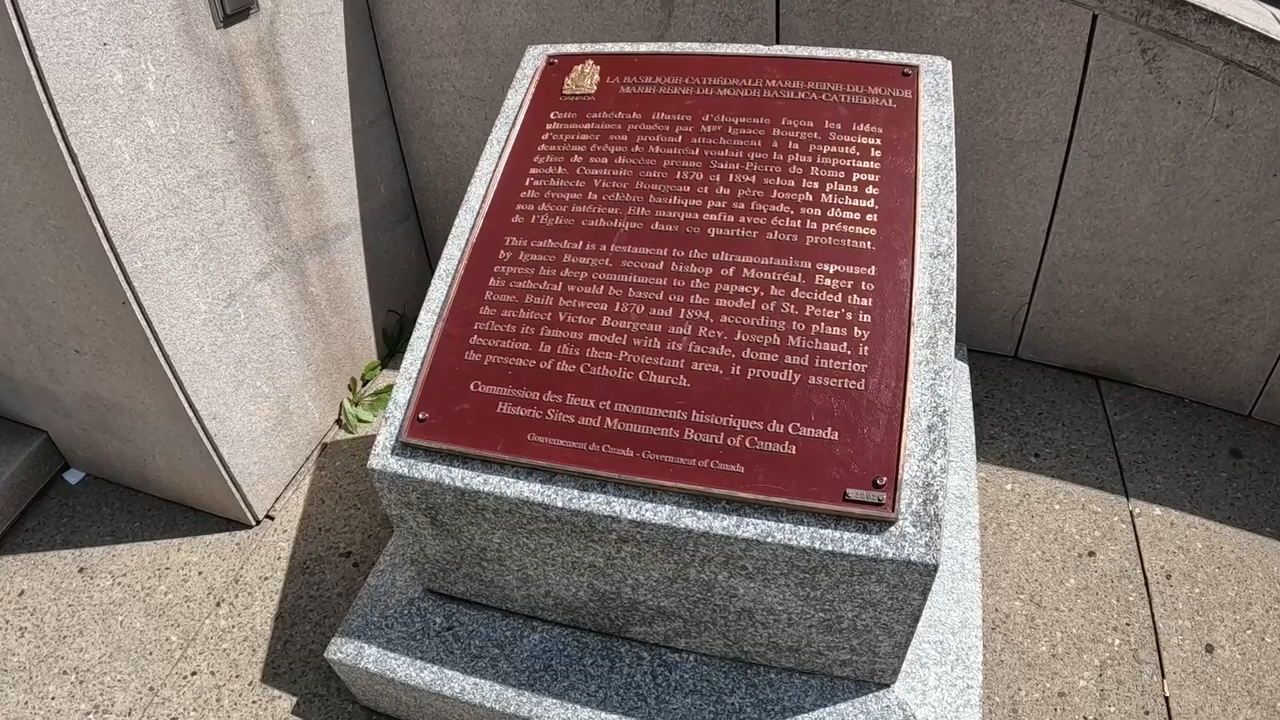 LA BASILIQUE-CATHÉDRALE MARIE-REINE-DU-MONDE
MARIE-REINE-DU-MONDE BASILICA-CATHEDRAL
CANADA
Cette cathédrale illustre d'éloquente façon les idées
ultramontaines prônées par Mgr Ignace Bourget. Soucieux
d'exprimer son profond attachement à la papauté, le
deuxième évêque de Montréal voulait que la plus importante
église de son diocèse prenne Saint-Pierre de Rome pour
modèle. Construite entre 1870 et 1894 selon les plans de
l'architecte Victor Bourgeau et du père Joseph Michaud,
elle évoque la célèbre basilique par sa façade, son dôme et
son décor intérieur. Elle marqua enfin avec éclat la présence
de l'Église catholique dans ce quartier alors protestant.
This cathedral is a testament to the ultramontanism espoused
by Ignace Bourget, second bishop of Montréal. Eager to
express his deep commitment to the papacy, he decided that
his cathedral would be based on the model of St. Peter's in
Rome. Built between 1870 and 1894, according to plans by
the architect Victor Bourgeau and Rev. Joseph Michaud, it
reflects its famous model with its facade, dome and interior
decoration. In this then-Protestant area, it proudly asserted
the presence of the Catholic Church.
Commission des lieux et monuments historiques du Canada
Historic Sites and Monuments Board of Canada
Gouvernement du Canada - Government of Canada